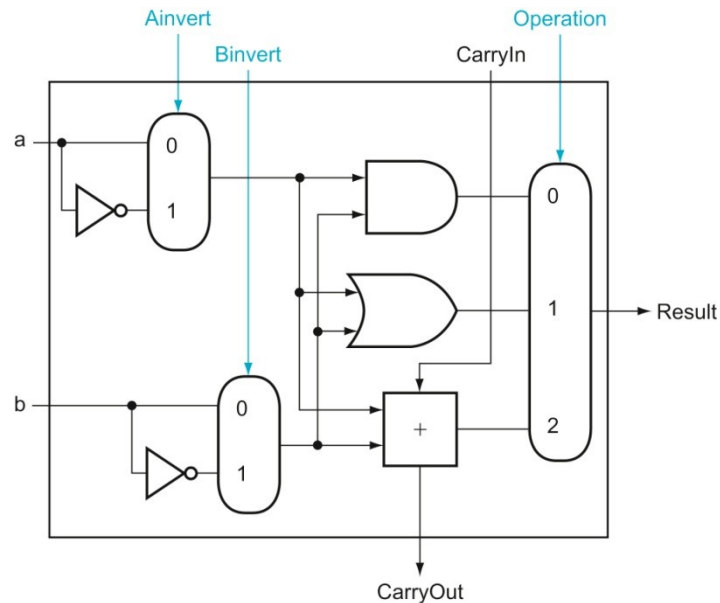 Ainvert
Operation
Binvert
CarryIn
a
0
1
0
1
Result
b
0
1
+
2
CarryOut